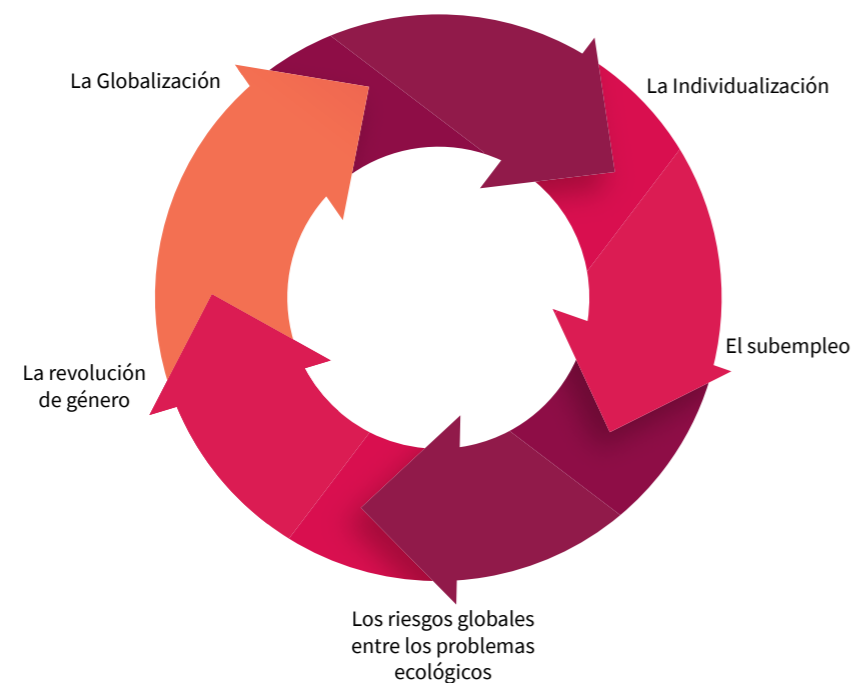 La Globalización
La Individualización
El subempleo
Los riesgos globales
entre los problemas
ecológicos
La revolución
de género